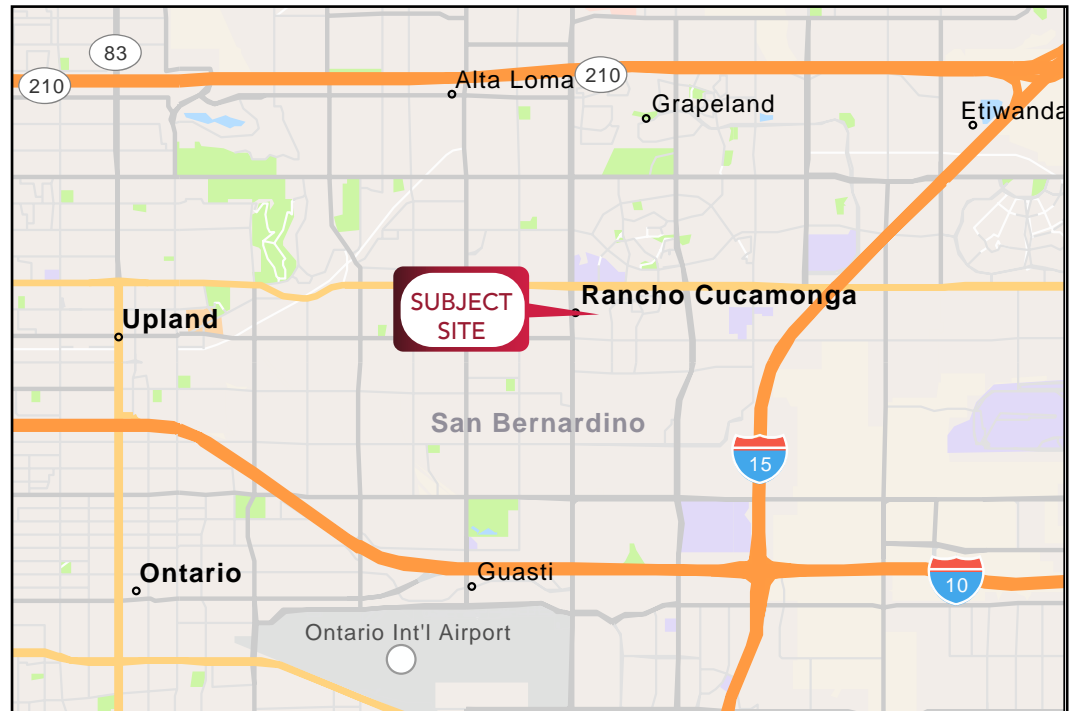 83
210
Alta Loma
210
Grapeland
Etiwanda
SUBJECT
SITE
Rancho Cucamonga
Upland
San Bernardino
15
Ontario
Guasti
10
Ontario Int'l Airport